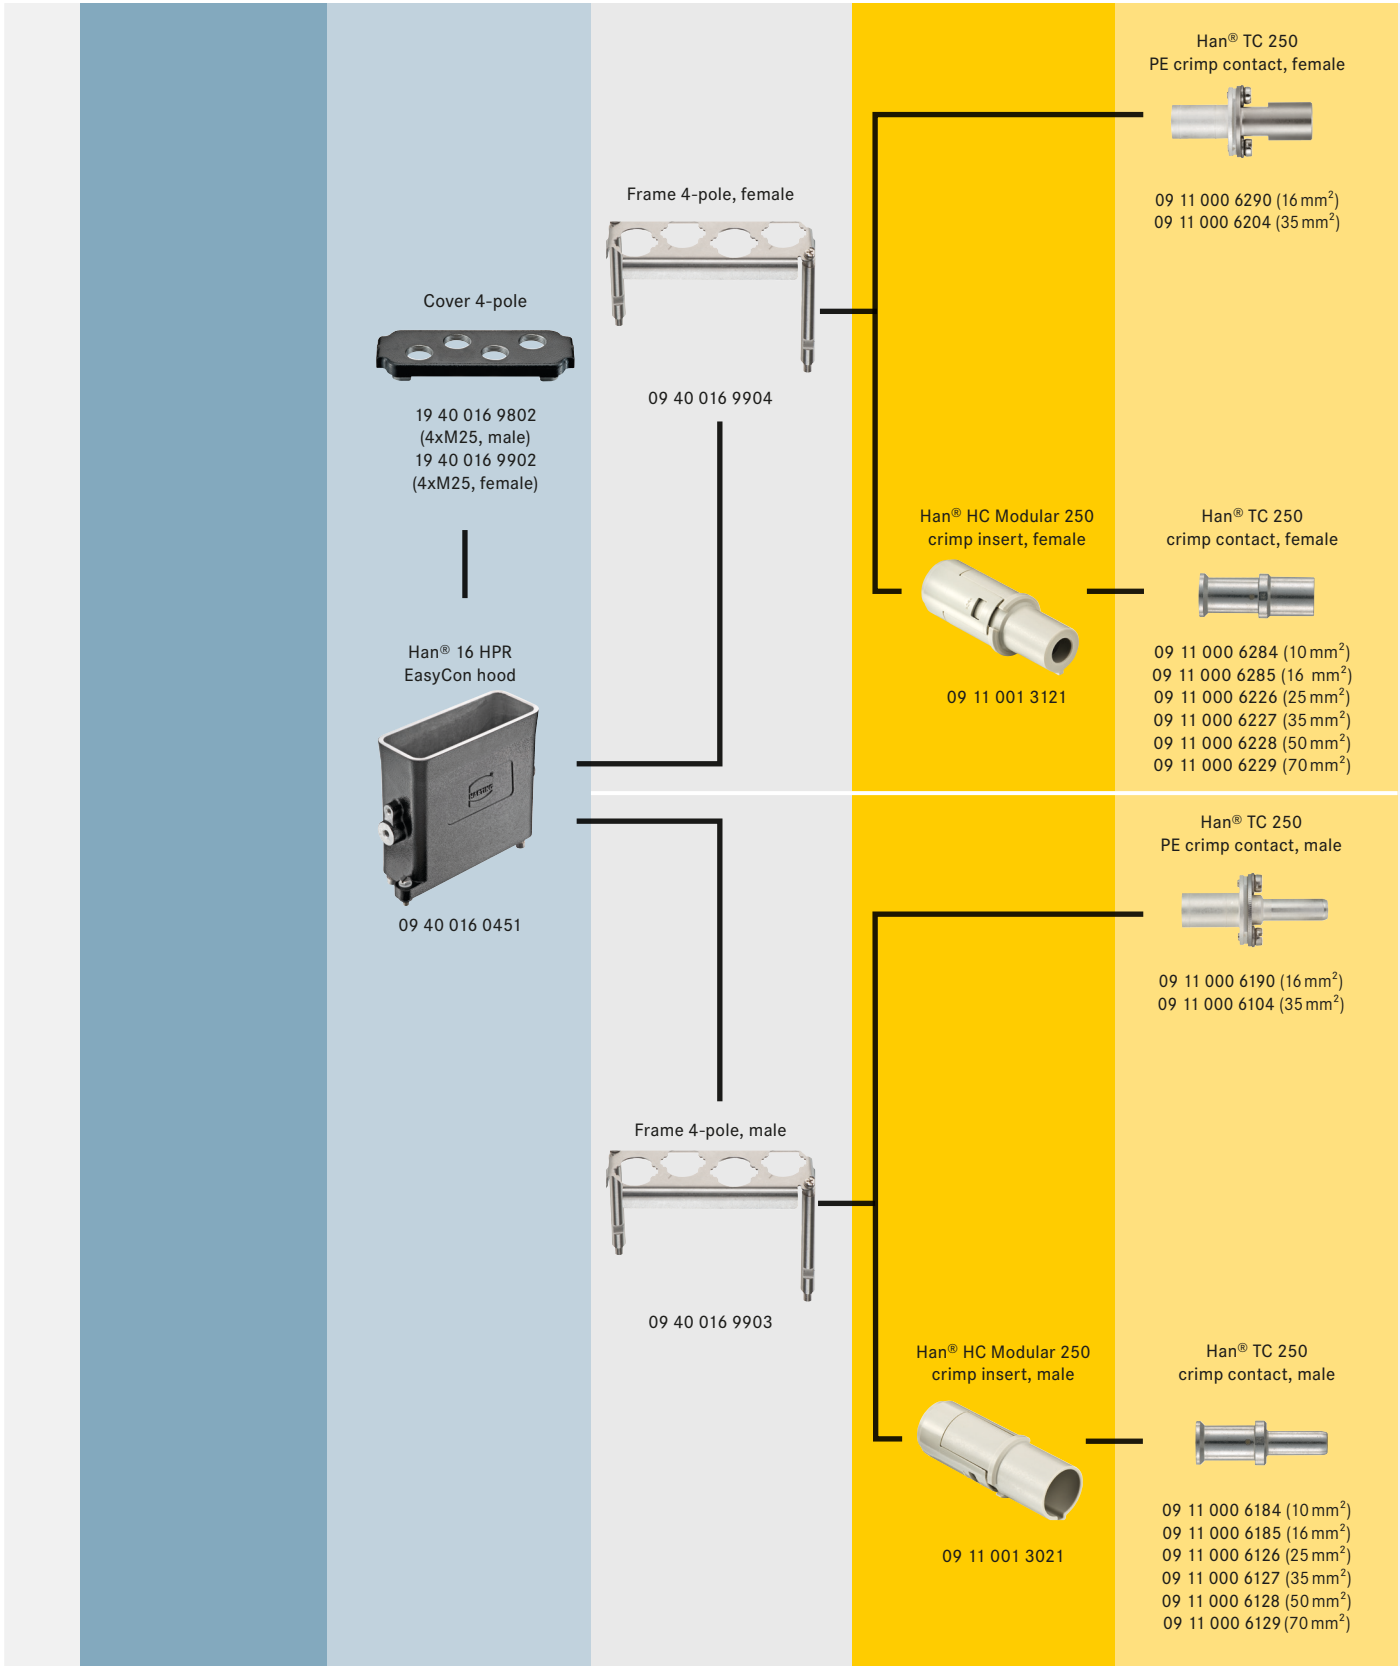 Han® TC 250
PE crimp contact, female
09 11 000 6290 (16 mm²)
09 11 000 6204 (35 mm²)
Frame 4-pole, female
09 40 016 9904
Cover 4-pole
19 40 016 9802
(4xM25, male)
19 40 016 9902
(4xM25, female)
Han® HC Modular 250
crimp insert, female
09 11 001 3121
Han® TC 250
crimp contact, female
09 11 000 6284 (10 mm²)
09 11 000 6285 (16 mm²)
09 11 000 6226 (25 mm²)
09 11 000 6227 (35 mm²)
09 11 000 6228 (50 mm²)
09 11 000 6229 (70 mm²)
Han® 16 HPR
EasyCon hood
HARTING
09 40 016 0451
Han® TC 250
PE crimp contact, male
09 11 000 6190 (16 mm²)
09 11 000 6104 (35 mm²)
Frame 4-pole, male
09 40 016 9903
Han® HC Modular 250
crimp insert, male
09 11 001 3021
Han® TC 250
crimp contact, male
09 11 000 6184 (10 mm²)
09 11 000 6185 (16 mm²)
09 11 000 6126 (25 mm²)
09 11 000 6127 (35 mm²)
09 11 000 6128 (50 mm²)
09 11 000 6129 (70 mm²)